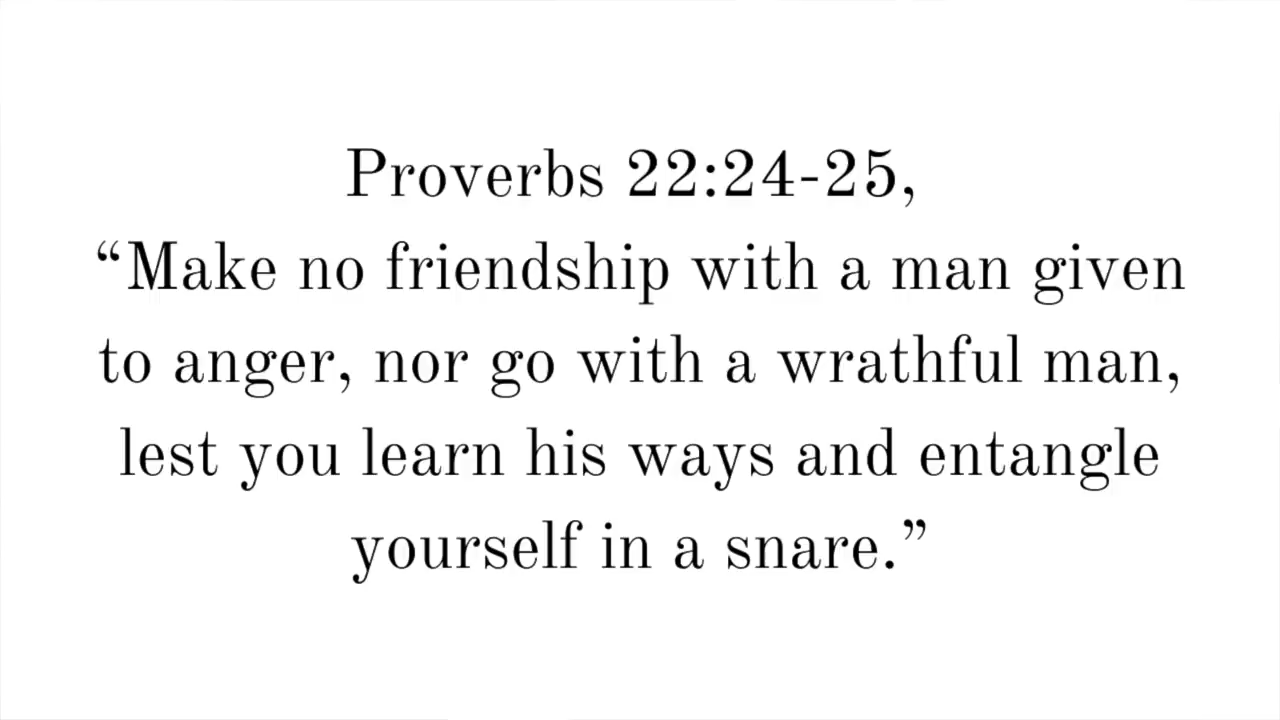 Proverbs 22:24-25,
“Make no friendship with a man given
to anger, nor go with a wrathful man,
lest you learn his ways and entangle
yourself in a snare.”